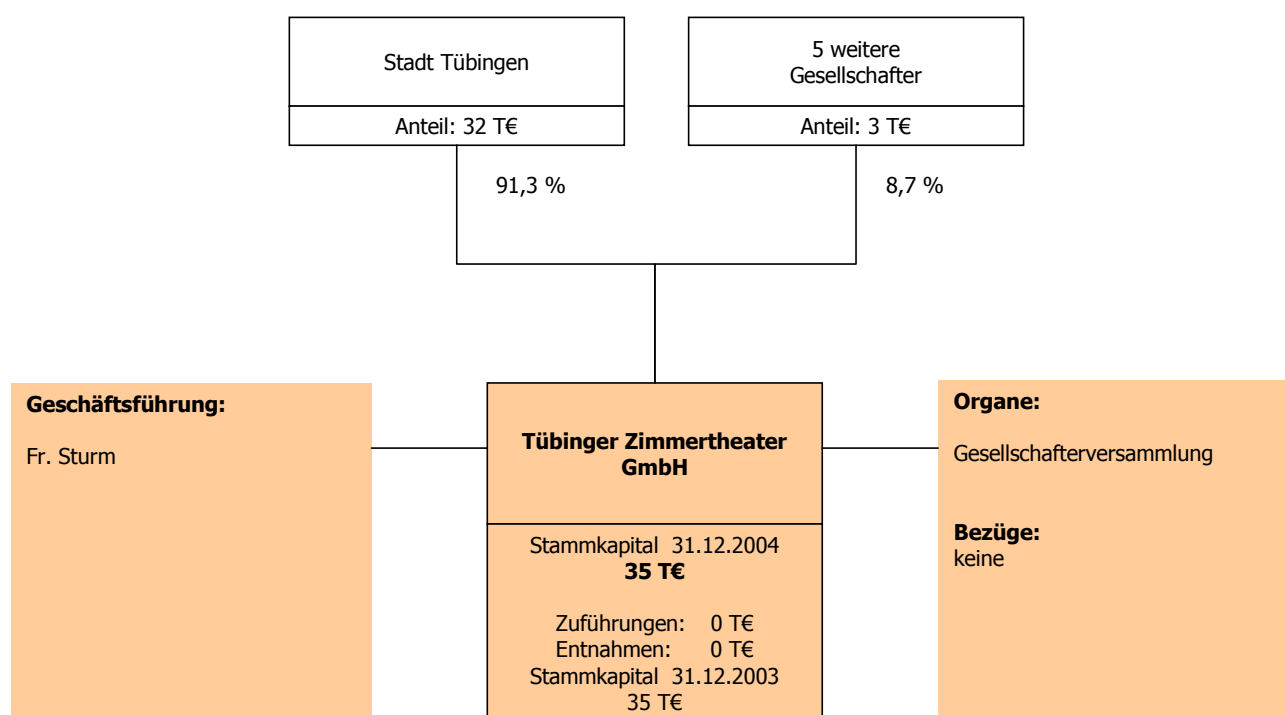 Stadt Tübingen
Anteil: 32 T€
5 weitere
Gesellschafter
Anteil: 3 T€
91,3 %
8,7 %
Geschäftsführung:
Fr. Sturm
Tübinger Zimmertheater
GmbH
Stammkapital 31.12.2004
35 T€
Zuführungen: 0 T€
Entnahmen: 0 T€
Stammkapital 31.12.2003
35 T€
Organe:
Gesellschafterversammlung
Bezüge:
keine